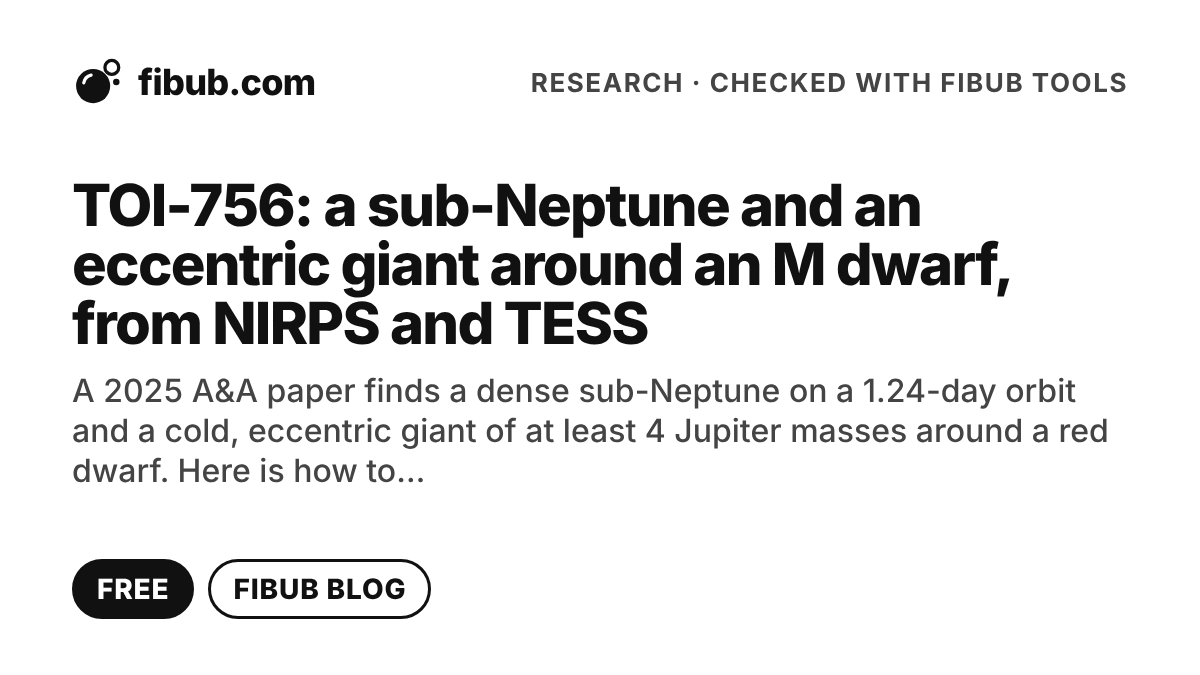 fibub.com
RESEARCH · CHECKED WITH FIBUB TOOLS
TOI-756: a sub-Neptune and an
eccentric giant around an M dwarf,
from NIRPS and TESS
A 2025 A&A paper finds a dense sub-Neptune on a 1.24-day orbit
and a cold, eccentric giant of at least 4 Jupiter masses around a red
dwarf. Here is how to…
FREE
FIBUB BLOG